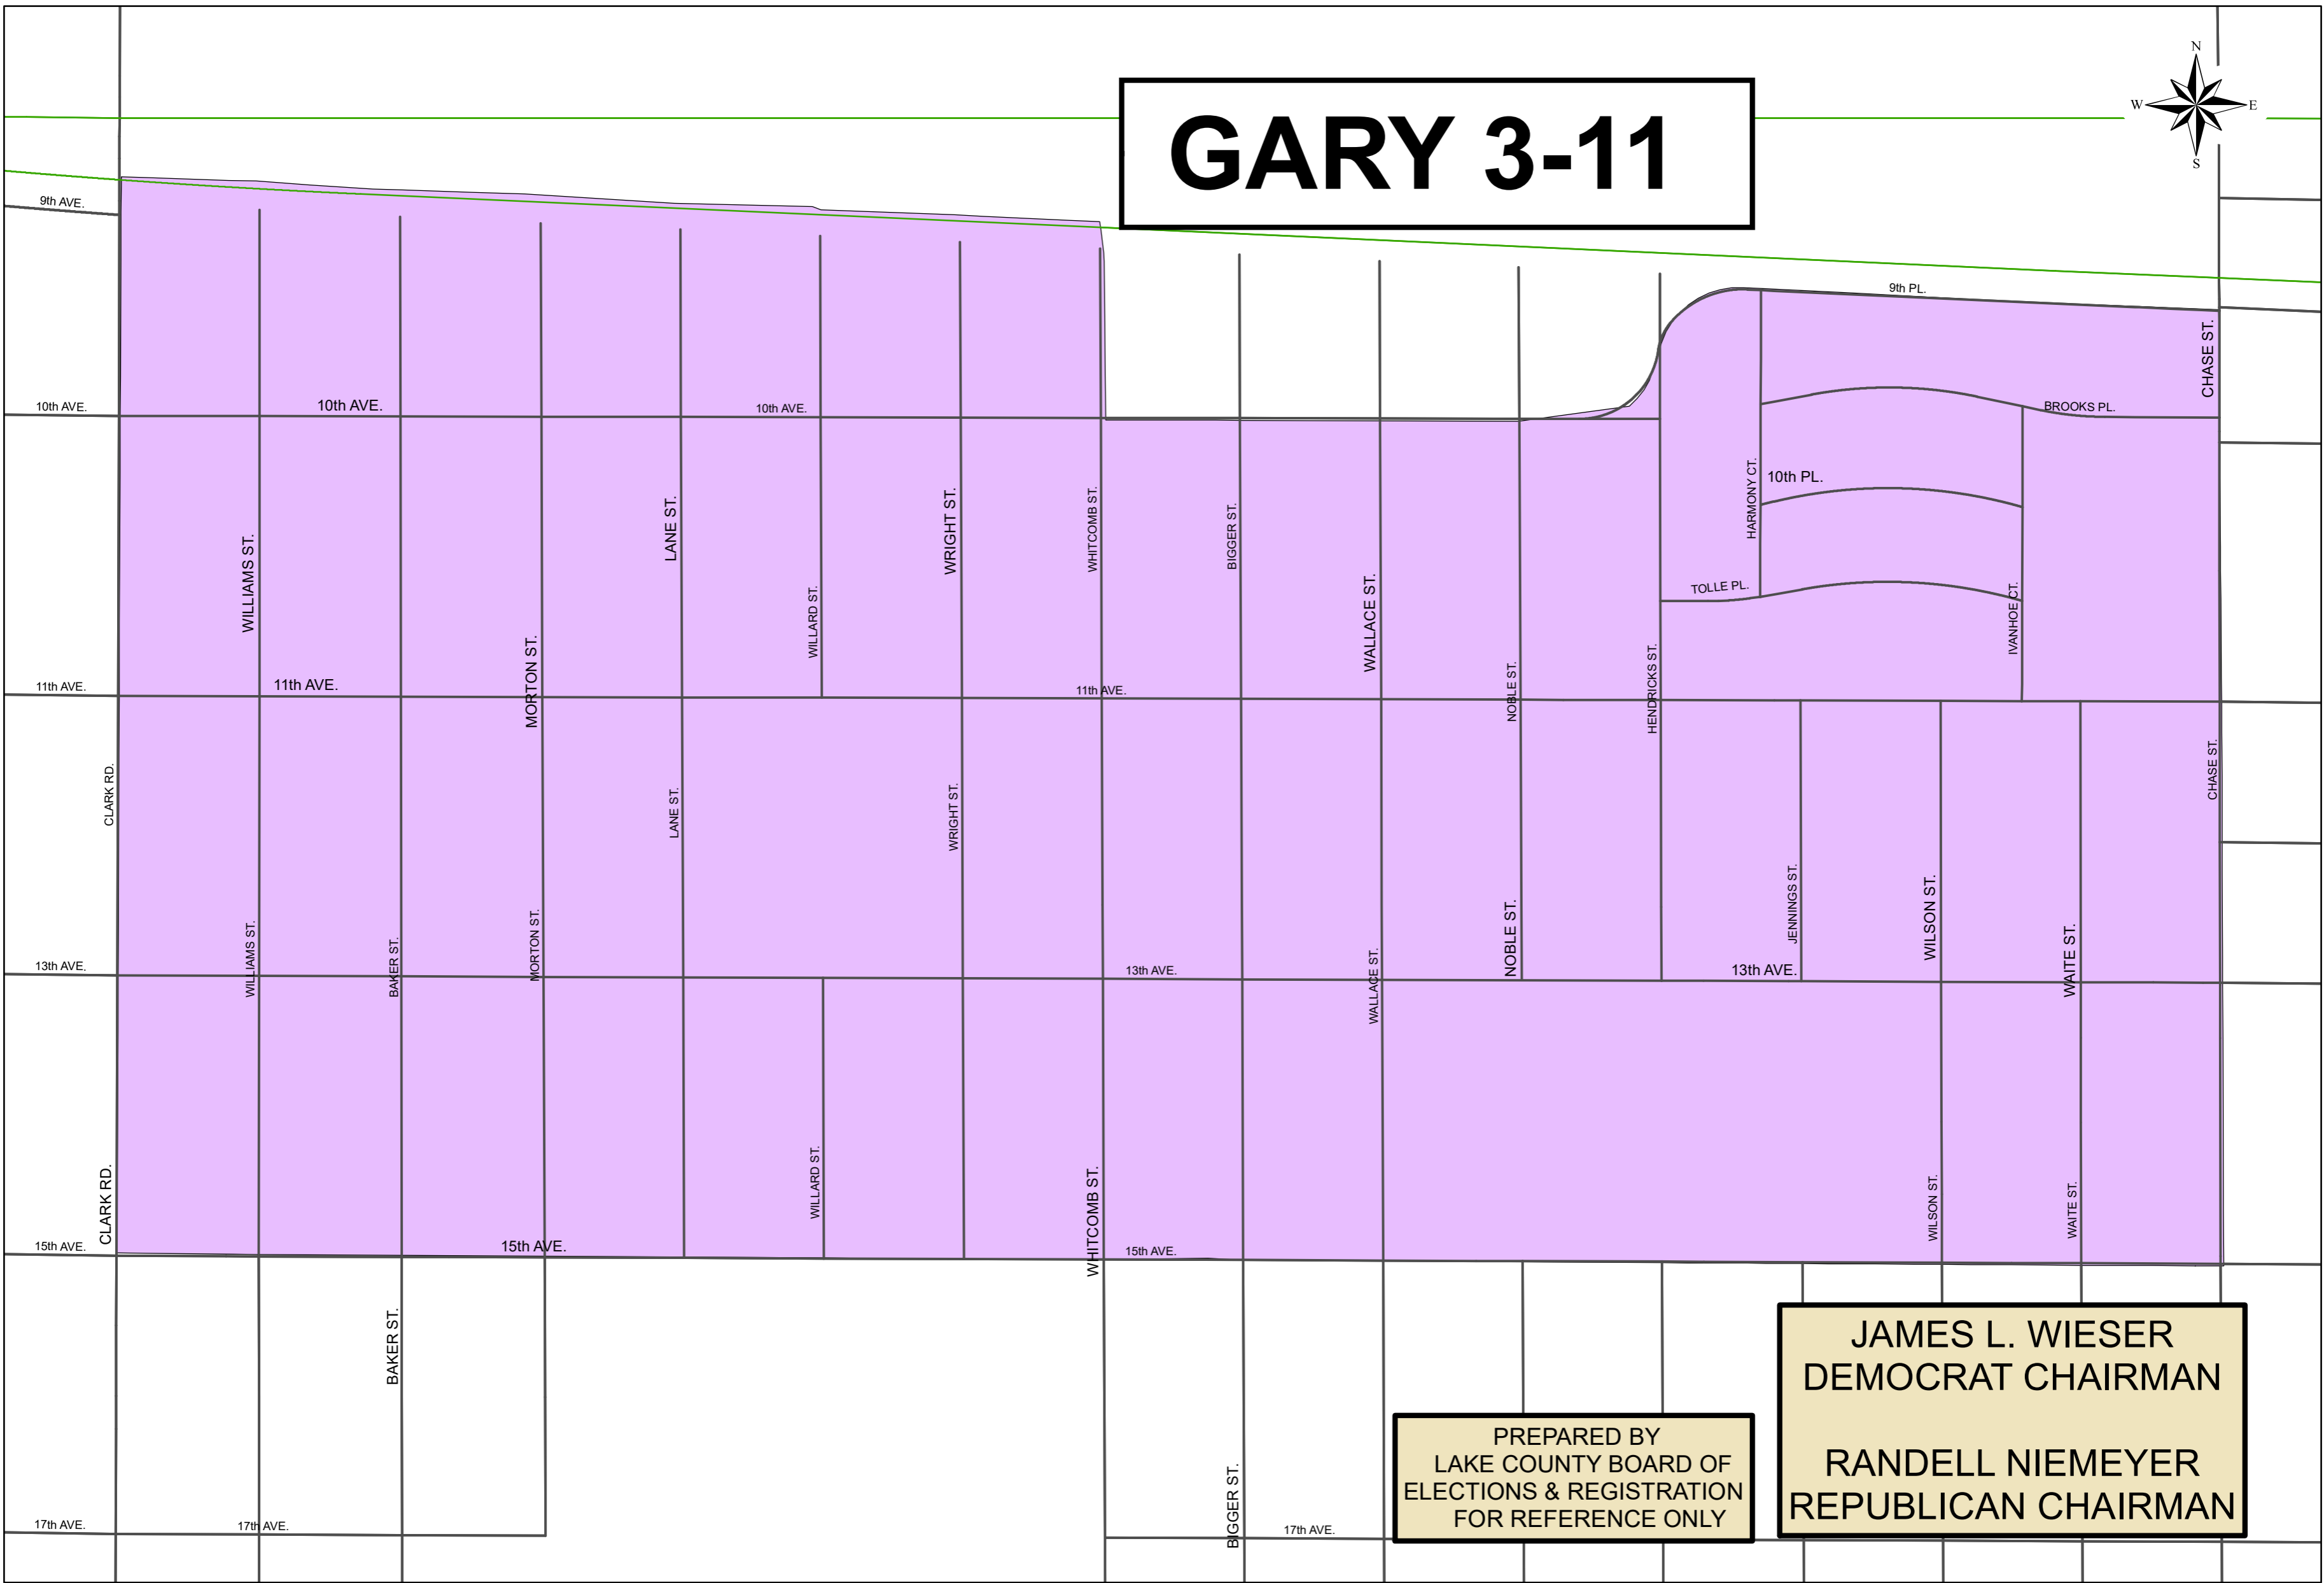 GARY 3-11
N
W
E
S
9th AVE.
9th PL.
CHASE ST.
10th AVE.
10th AVE.
10th AVE.
BROOKS PL.
HARMONY CT.
10th PL.
WILLIAMS ST.
LANE ST.
WRIGHT ST.
WHITCOMB ST.
BIGGER ST.
WILLARD ST.
WALLACE ST.
TOLLE PL.
IVANHOE CT.
MORTON ST.
NOBLE ST.
HENDRICKS ST.
11th AVE.
11th AVE.
11th AVE.
CLARK RD.
LANE ST.
WRIGHT ST.
CHASE ST.
WILLIAMS ST.
BAKER ST.
MORTON ST.
WALLACE ST.
NOBLE ST.
JENNINGS ST.
WILSON ST.
WAITE ST.
13th AVE.
13th AVE.
13th AVE.
CLARK RD.
WILLARD ST.
WHITCOMB ST.
WILSON ST.
WAITE ST.
15th AVE.
15th AVE.
15th AVE.
BAKER ST.
BIGGER ST.
17th AVE.
17th AVE.
17th AVE.
PREPARED BY
LAKE COUNTY BOARD OF
ELECTIONS & REGISTRATION
FOR REFERENCE ONLY
JAMES L. WIESER
DEMOCRAT CHAIRMAN
RANDELL NIEMEYER
REPUBLICAN CHAIRMAN